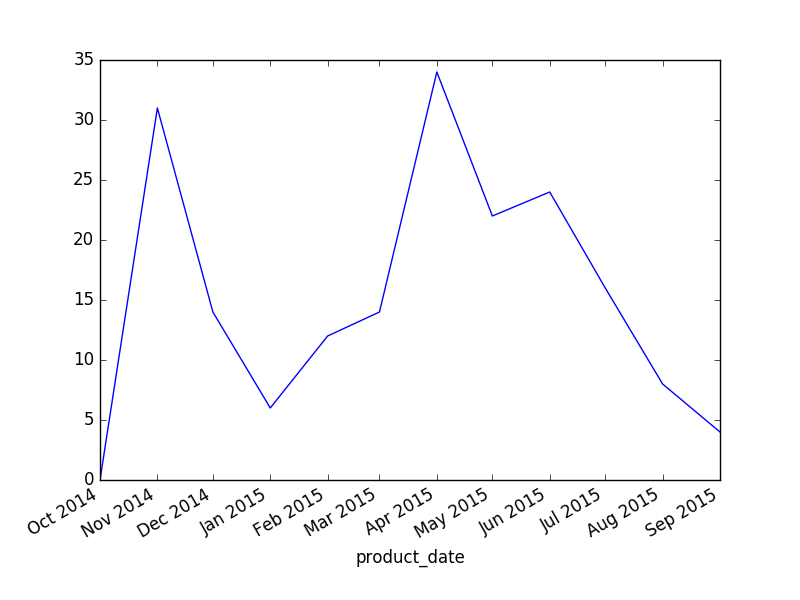 35
30
25
20
15
10
5
0
Oct 2014
Nov 2014
Dec 2014
Jan 2015
Feb 2015
Mar 2015
Apr 2015
May 2015
Jun 2015
Jul 2015
Aug 2015
Sep 2015
product_date